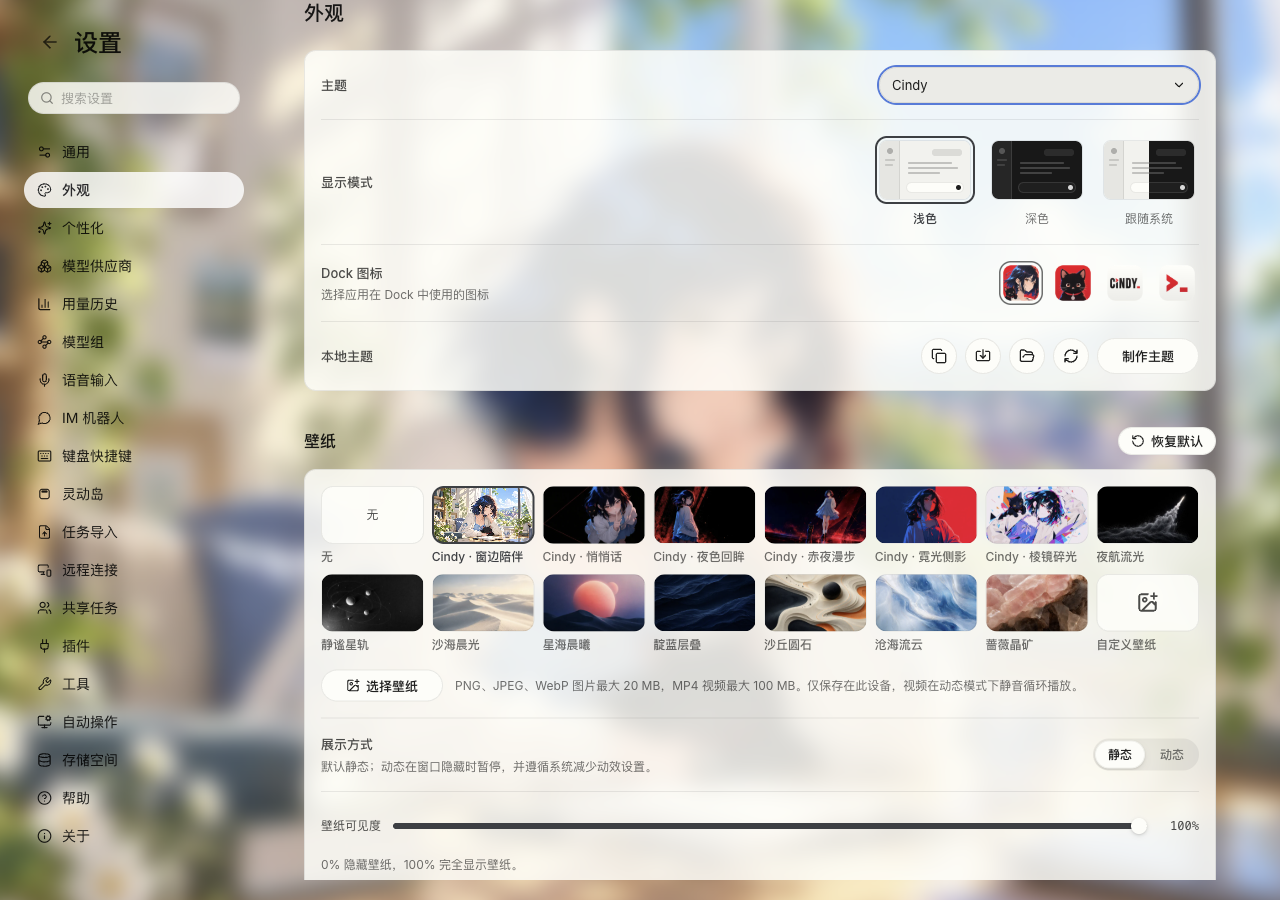 外观
设置
搜索设置
通用
外观
个性化
模型供应商
用量历史
模型组
语音输入
IM 机器人
键盘快捷键
灵动岛
任务导入
远程连接
共享任务
插件
工具
自动操作
存储空间
帮助
关于
主题
Cindy
显示模式
浅色
深色
跟随系统
Dock 图标
选择应用在 Dock 中使用的图标
CINDY.
本地主题
制作主题
壁纸
恢复默认
无
无
Cindy · 窗边陪伴
Cindy · 悄悄话
Cindy · 夜色回眸
Cindy · 赤夜漫步
Cindy · 霓光侧影
Cindy · 棱镜碎光
夜航流光
静谧星轨
沙海晨光
星海晨曦
靛蓝层叠
沙丘圆石
沧海流云
蔷薇晶矿
自定义壁纸
选择壁纸
PNG、JPEG、WebP 图片最大 20 MB，MP4 视频最大 100 MB。仅保存在此设备，视频在动态模式下静音循环播放。
展示方式
默认静态；动态在窗口隐藏时暂停，并遵循系统减少动效设置。
静态
动态
壁纸可见度
100%
0% 隐藏壁纸，100% 完全显示壁纸。